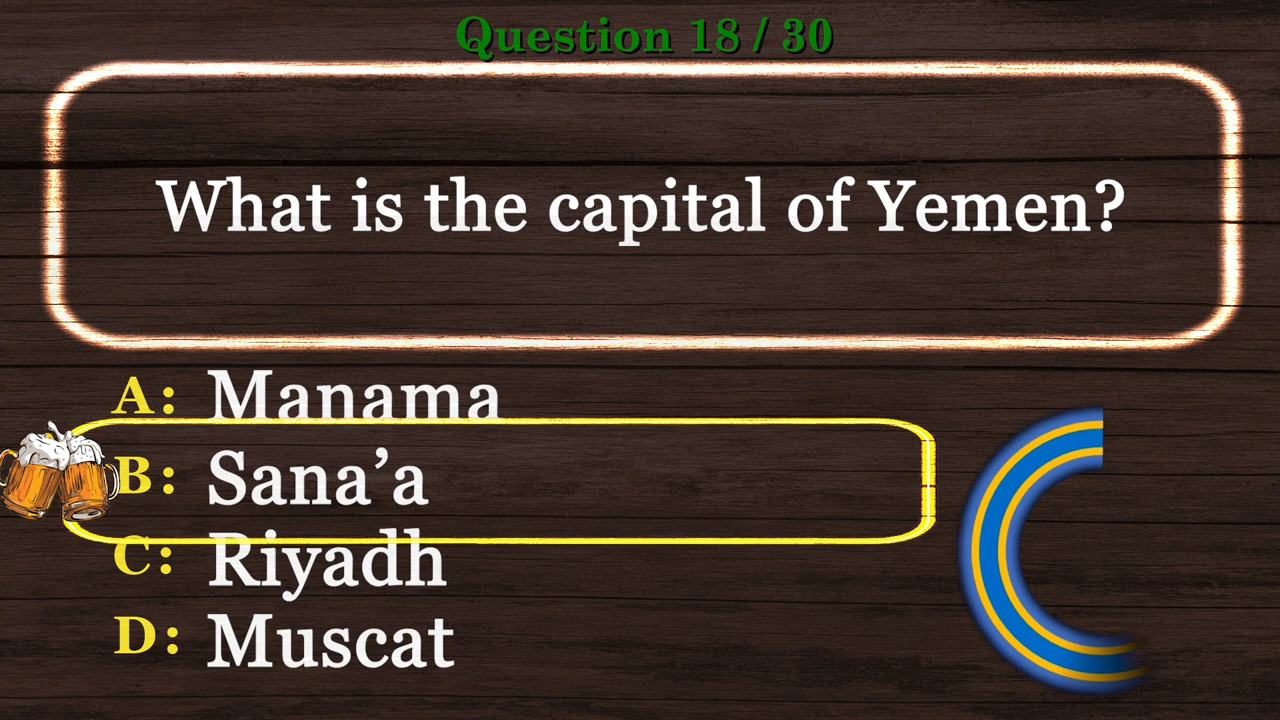 Question 18 / 30
What is the capital of Yemen?
A: Manama
B: Sana’a
C: Riyadh
D: Muscat